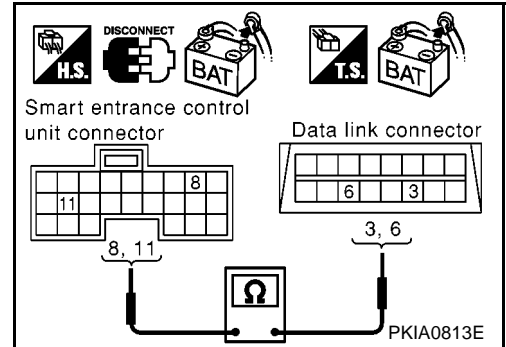 DISCONNECT
H.S.
BAT
T.S.
BAT
Smart entrance control
unit connector
Data link connector
8
11
6 3
8, 11
3, 6
Ω
PKIA0813E